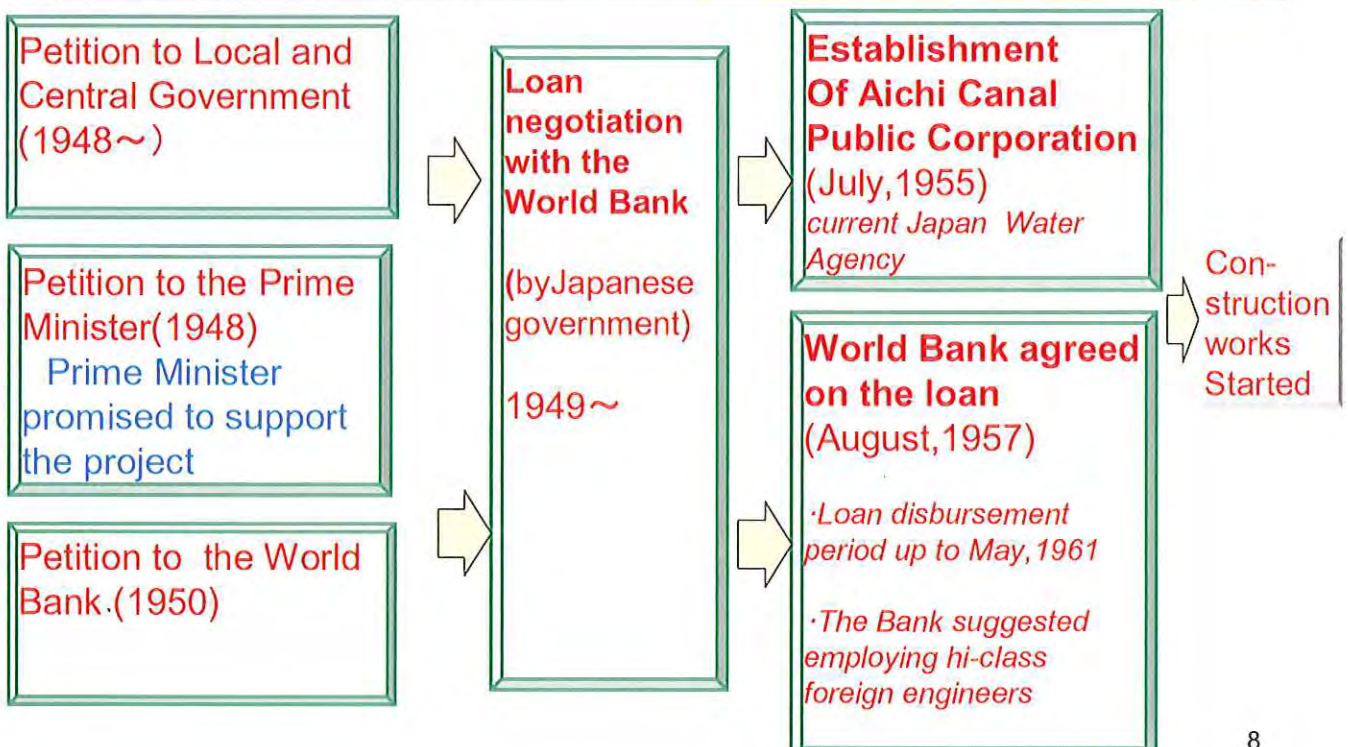 Petition to Local and
Central Government
(1948～)
Petition to the Prime
Minister(1948)
Prime Minister
promised to support
the project
Petition to the World
Bank.(1950)
Loan
negotiation
with the
World Bank
(byJapanese
government)
1949～
Establishment
Of Aichi Canal
Public Corporation
(July,1955)
current Japan Water
Agency
World Bank agreed
on the loan
(August,1957)
·Loan disbursement
period up to May,1961
·The Bank suggested
employing hi-class
foreign engineers
Con-
struction
works
Started
8